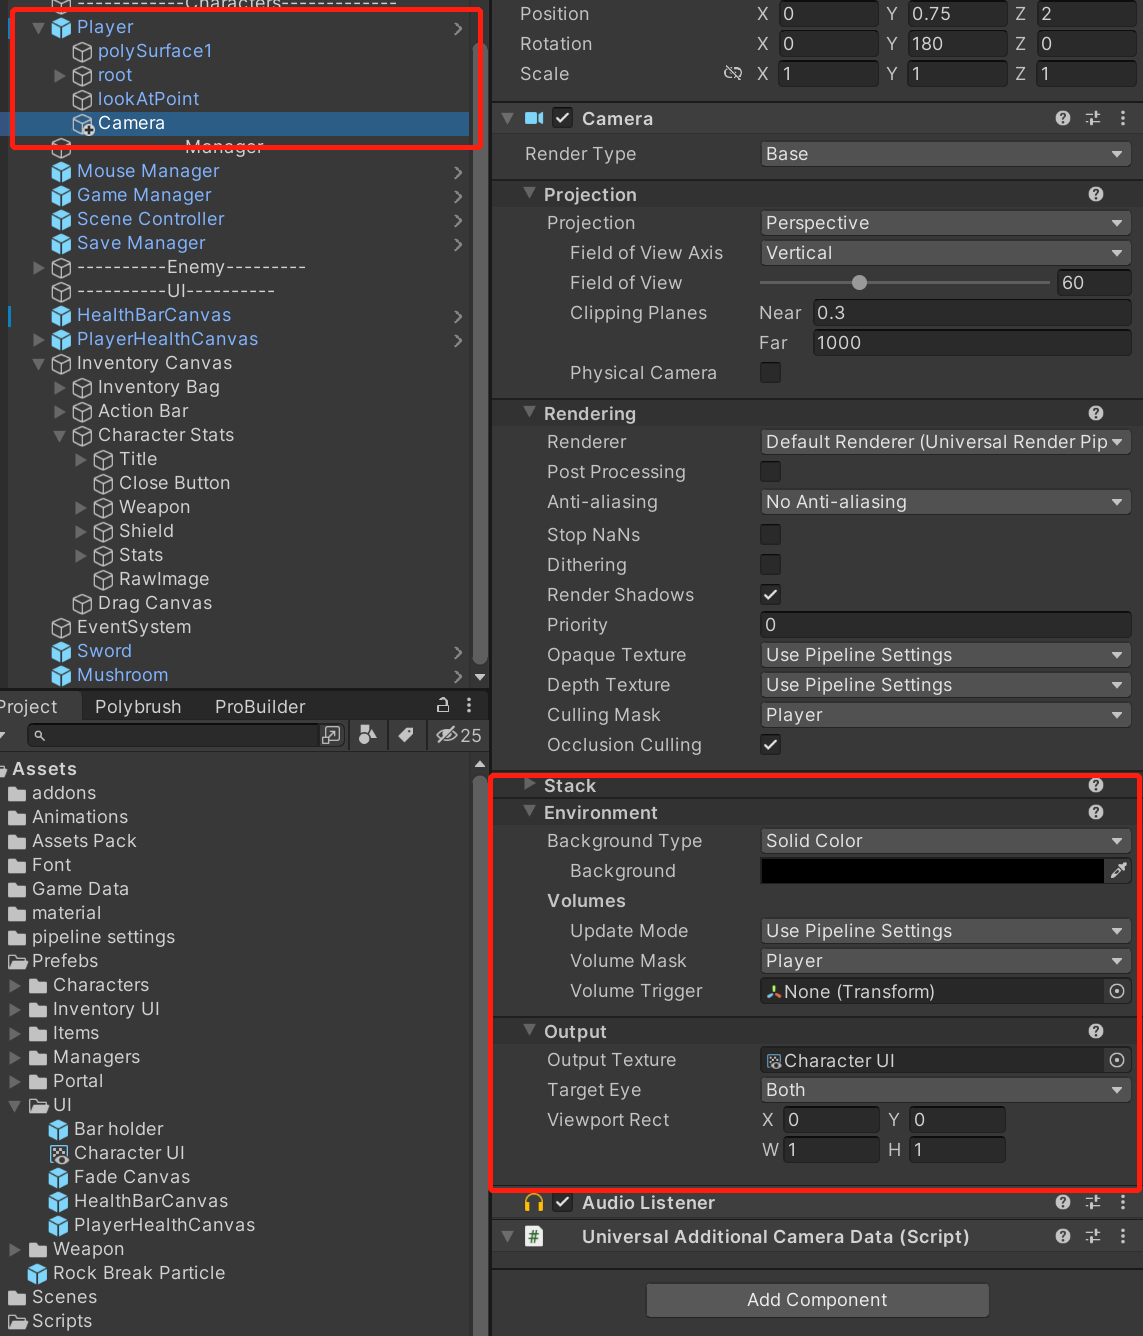 ------------Characters-------------
Player
polySurface1
root
lookAtPoint
Camera
Manager
Mouse Manager
Game Manager
Scene Controller
Save Manager
----------Enemy---------
----------UI----------
HealthBarCanvas
PlayerHealthCanvas
Inventory Canvas
Inventory Bag
Action Bar
Character Stats
Title
Close Button
Weapon
Shield
Stats
RawImage
Drag Canvas
EventSystem
Sword
Mushroom
Project Polybrush ProBuilder
25
Assets
addons
Animations
Assets Pack
Font
Game Data
material
pipeline settings
Prefebs
Characters
Inventory UI
Items
Managers
Portal
UI
Bar holder
Character UI
Fade Canvas
HealthBarCanvas
PlayerHealthCanvas
Weapon
Rock Break Particle
Scenes
Scripts
Position X 0 Y 0.75 Z 2
Rotation X 0 Y 180 Z 0
Scale X 1 Y 1 Z 1
Camera
Render Type Base
Projection
Projection Perspective
Field of View Axis Vertical
Field of View 60
Clipping Planes Near 0.3
Far 1000
Physical Camera
Rendering
Renderer Default Renderer (Universal Render Pip
Post Processing
Anti-aliasing No Anti-aliasing
Stop NaNs
Dithering
Render Shadows
Priority 0
Opaque Texture Use Pipeline Settings
Depth Texture Use Pipeline Settings
Culling Mask Player
Occlusion Culling
Stack
Environment
Background Type Solid Color
Background
Volumes
Update Mode Use Pipeline Settings
Volume Mask Player
Volume Trigger None (Transform)
Output
Output Texture Character UI
Target Eye Both
Viewport Rect X 0 Y 0
W 1 H 1
Audio Listener
# Universal Additional Camera Data (Script)
Add Component